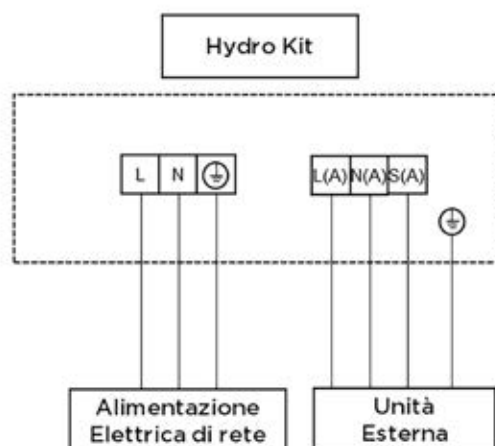 Hydro Kit
L N L(A) N(A) S(A)
Alimentazione
Elettrica di rete
Unità
Esterna